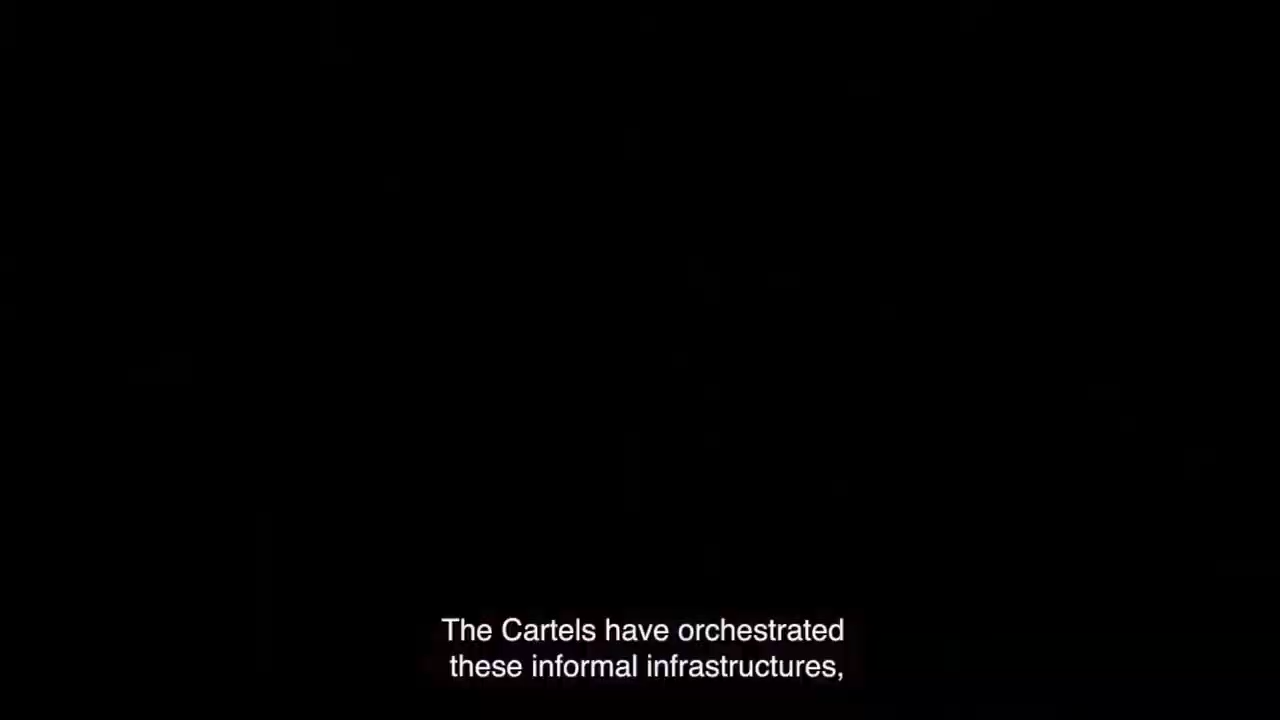 The Cartels have orchestrated
these informal infrastructures,